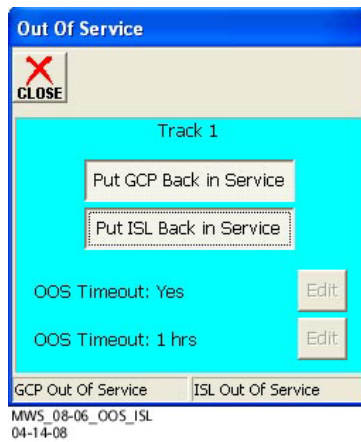 Out Of Service
CLOSE
Track 1
Put GCP Back in Service
Put ISL Back in Service
OOS Timeout: Yes
Edit
OOS Timeout: 1 hrs
Edit
GCP Out Of Service
ISL Out Of Service
MWS_08-06_OOS_ISL
04-14-08